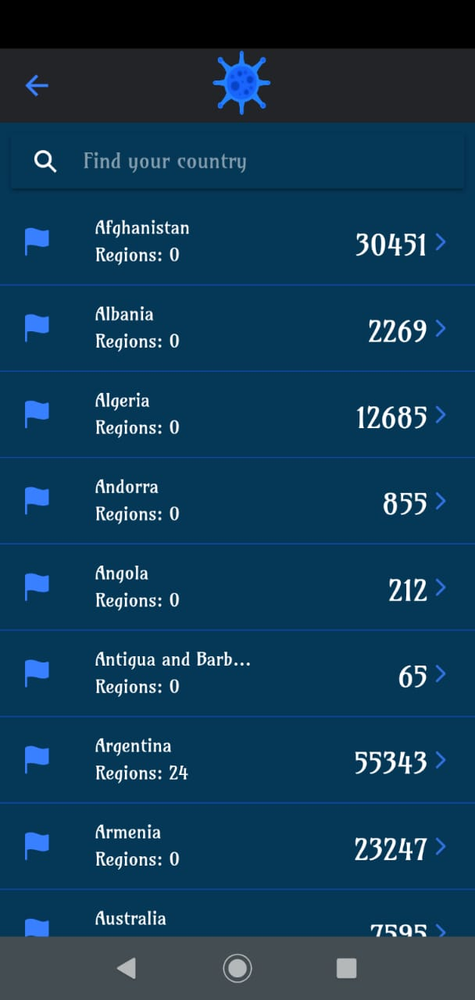 Find your country
Afghanistan
Regions: 0
30451
Albania
Regions: 0
2269
Algeria
Regions: 0
12685
Andorra
Regions: 0
855
Angola
Regions: 0
212
Antigua and Barb...
Regions: 0
65
Argentina
Regions: 24
55343
Armenia
Regions: 0
23247
Australia
7595